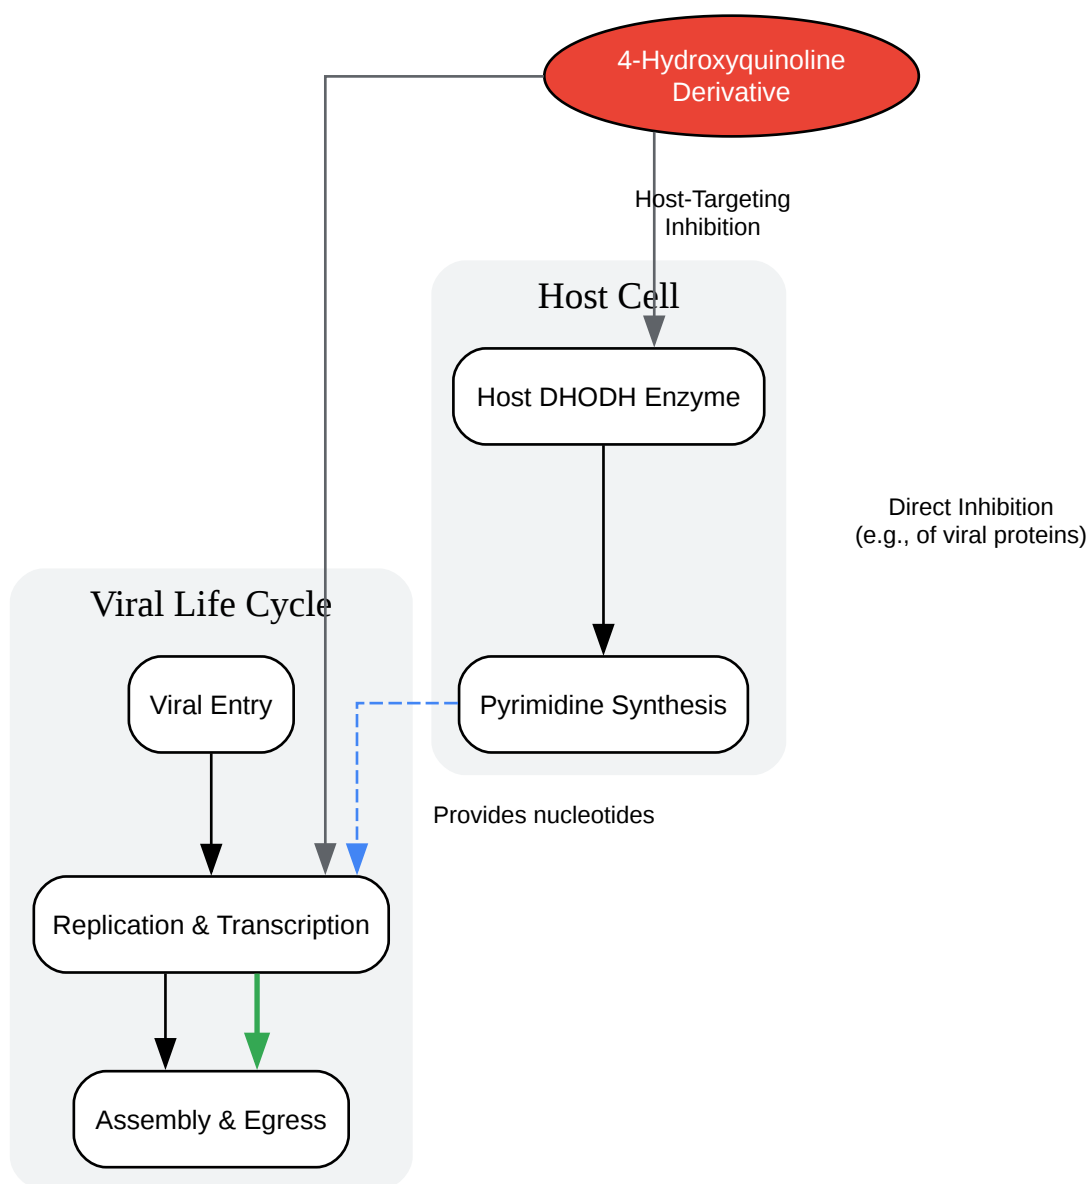 4-Hydroxyquinoline
Derivative
Host-Targeting
Inhibition
Host Cell
Host DHODH Enzyme
Direct Inhibition
(e.g., of viral proteins)
Viral Life Cycle
Viral Entry
Pyrimidine Synthesis
Provides nucleotides
Replication & Transcription
Assembly & Egress